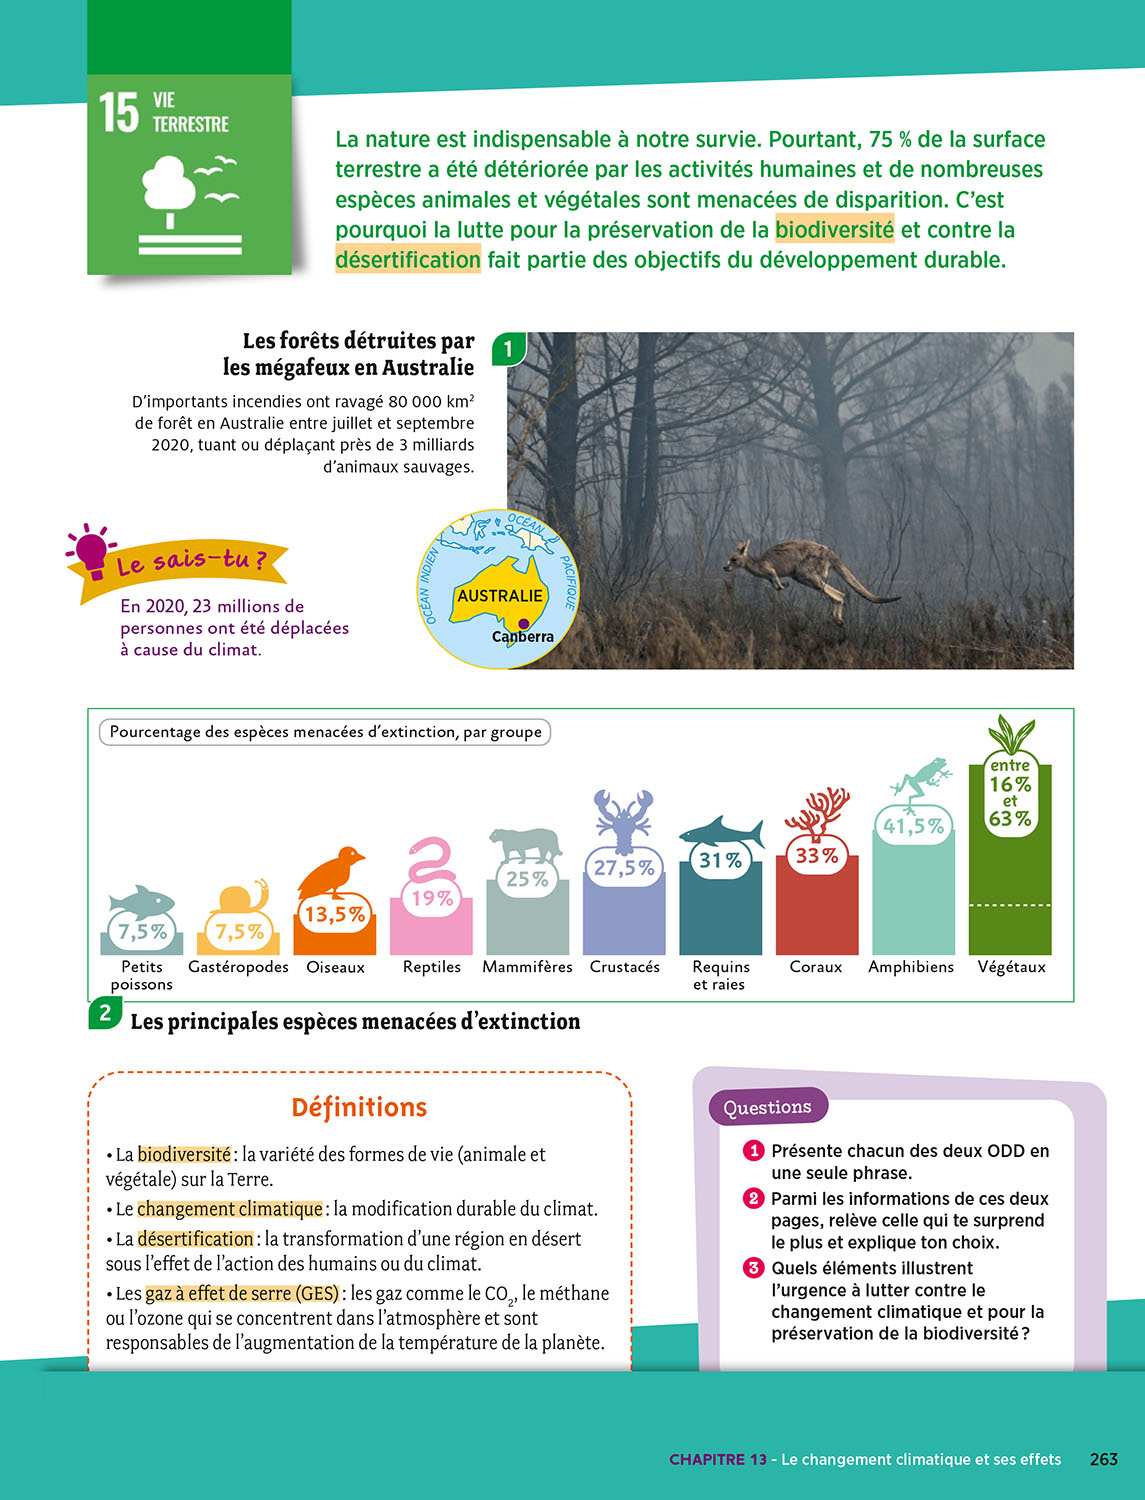 15 VIE
TERRESTRE
La nature est indispensable à notre survie. Pourtant, 75 % de la surface
terrestre a été détériorée par les activités humaines et de nombreuses
espèces animales et végétales sont menacées de disparition. C’est
pourquoi la lutte pour la préservation de la biodiversité et contre la
désertification fait partie des objectifs du développement durable.
Les forêts détruites par
les mégafeux en Australie
1
D’importants incendies ont ravagé 80 000 km²
de forêt en Australie entre juillet et septembre
2020, tuant ou déplaçant près de 3 milliards
d’animaux sauvages.
Le sais-tu ?
En 2020, 23 millions de
personnes ont été déplacées
à cause du climat.
OCÉAN
PACIFIQUE
OCÉAN INDIEN
AUSTRALIE
Canberra
Pourcentage des espèces menacées d’extinction, par groupe
7,5 %
7,5 %
13,5 %
19 %
25 %
27,5 %
31 %
33 %
41,5 %
entre
16 %
et
63 %
Petits
poissons
Gastéropodes
Oiseaux
Reptiles
Mammifères
Crustacés
Requins
et raies
Coraux
Amphibiens
Végétaux
2 Les principales espèces menacées d’extinction
Définitions
• La biodiversité : la variété des formes de vie (animale et
végétale) sur la Terre.
• Le changement climatique : la modification durable du climat.
• La désertification : la transformation d’une région en désert
sous l’effet de l’action des humains ou du climat.
• Les gaz à effet de serre (GES) : les gaz comme le CO₂, le méthane
ou l’ozone qui se concentrent dans l’atmosphère et sont
responsables de l’augmentation de la température de la planète.
Questions
1 Présente chacun des deux ODD en
une seule phrase.
2 Parmi les informations de ces deux
pages, relève celle qui te surprend
le plus et explique ton choix.
3 Quels éléments illustrent
l’urgence à lutter contre le
changement climatique et pour la
préservation de la biodiversité ?
CHAPITRE 13 - Le changement climatique et ses effets 263